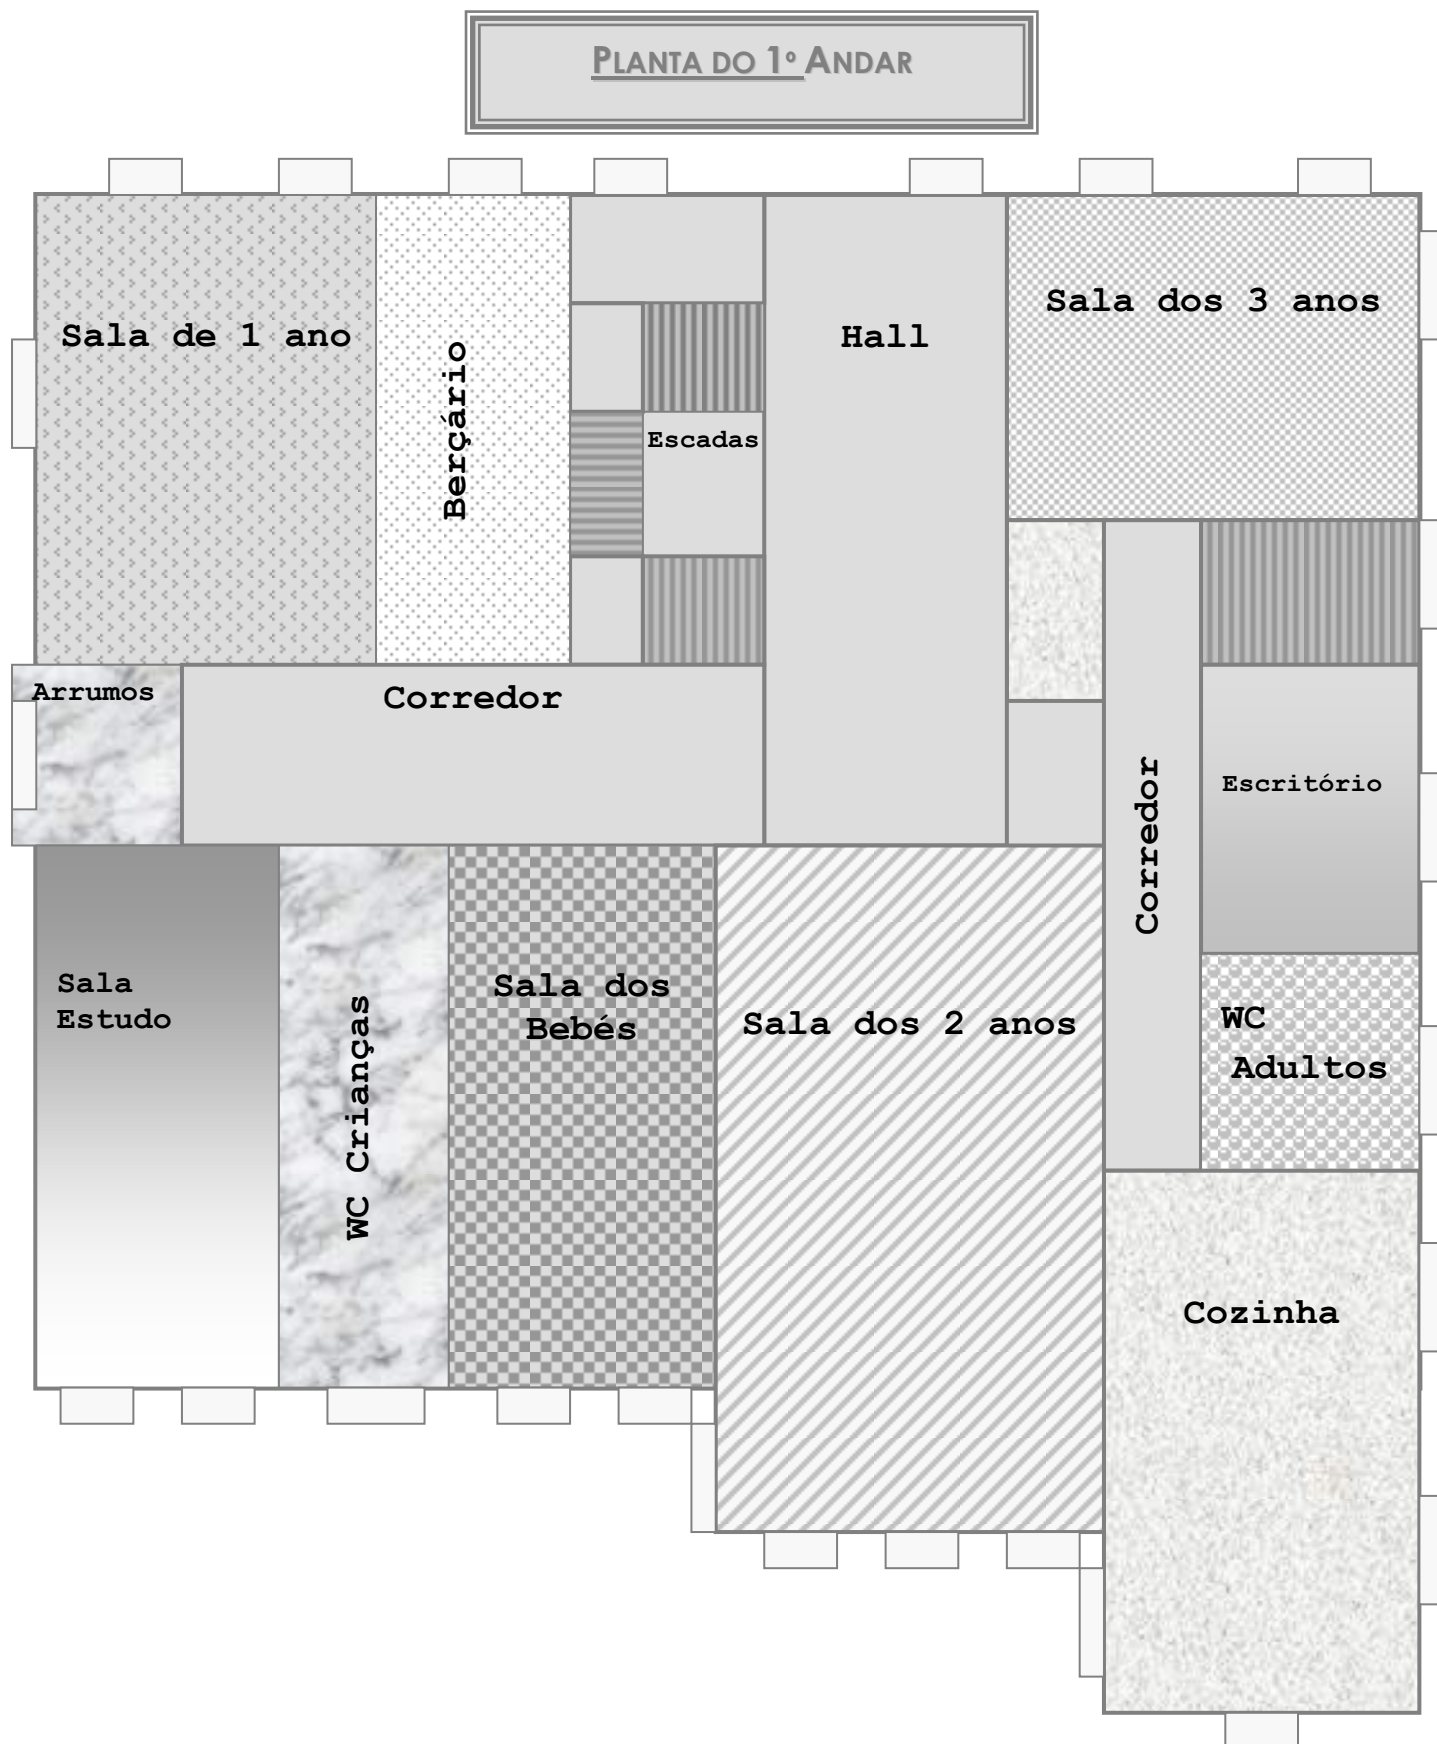 PLANTA DO 1º ANDAR
Sala de 1 ano
Berçário
Escadas
Hall
Sala dos 3 anos
Arrumos
Corredor
Corredor
Escritório
Sala
Estudo
WC Crianças
Sala dos
Bebés
Sala dos 2 anos
WC
Adultos
Cozinha